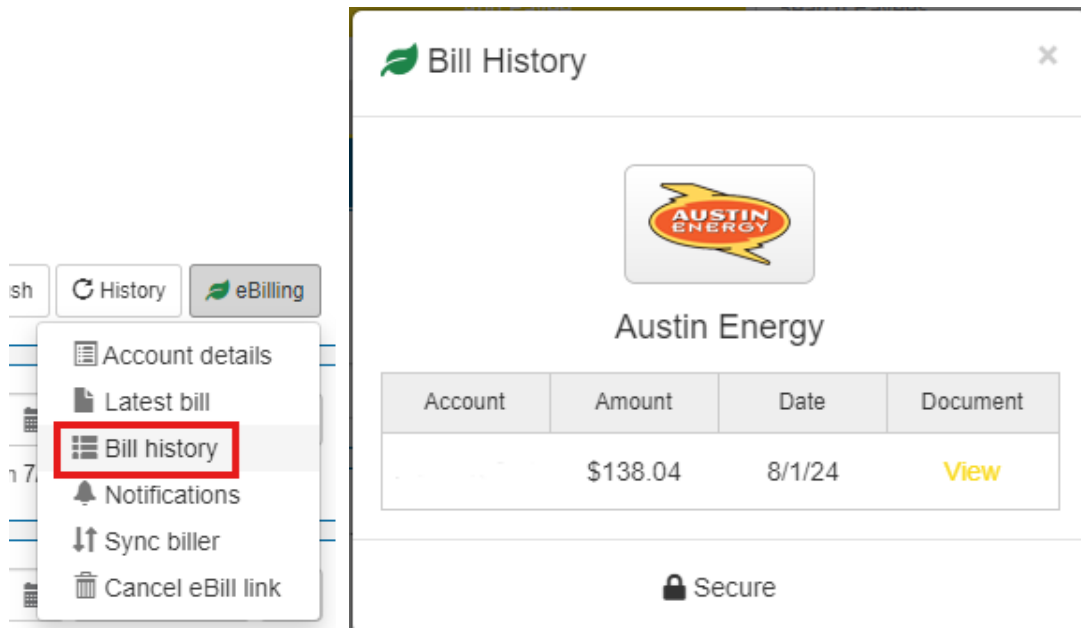 sh
History
eBilling
Account details
Latest bill
Bill history
Notifications
Sync biller
Cancel eBill link
Bill History
×
AUSTIN
ENERGY
Austin Energy
Account Amount Date Document
$138.04 8/1/24 View
Secure